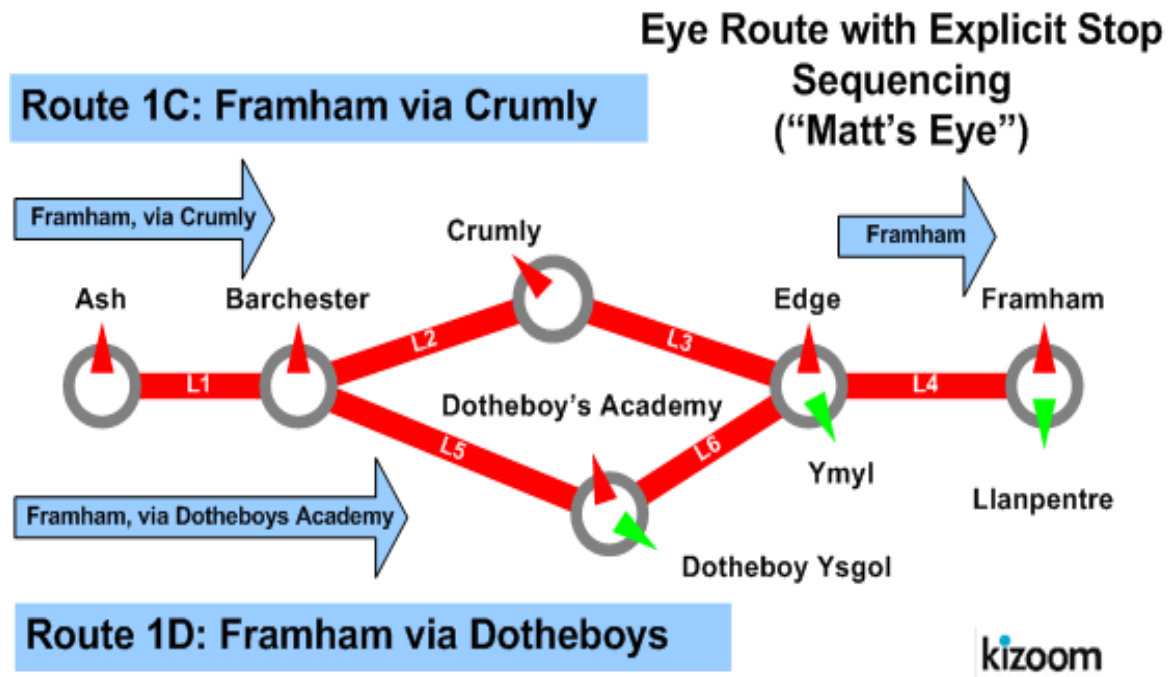 Eye Route with Explicit Stop
Sequencing
(“Matt’s Eye”)
Route 1C: Framham via Crumly
Framham, via Crumly
Framham
Crumly
Ash
Barchester
Edge
Framham
L1
L2
L3
L4
Dotheboy’s Academy
L5
L6
Ymyl
Llanpentre
Framham, via Dotheboys Academy
Dotheboy Ysgol
Route 1D: Framham via Dotheboys
kizoom